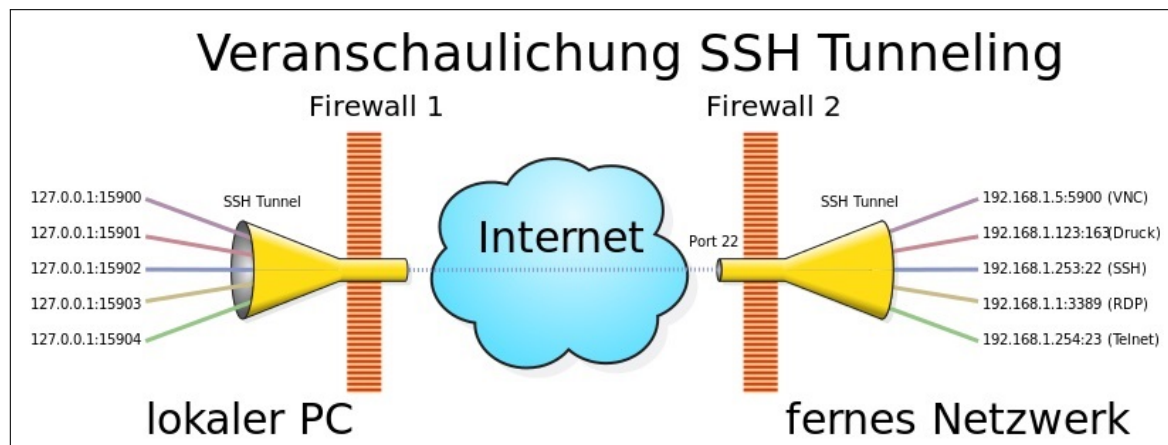 Veranschaulichung SSH Tunneling
Firewall 1
Firewall 2
SSH Tunnel
127.0.0.1:15900
127.0.0.1:15901
127.0.0.1:15902
127.0.0.1:15903
127.0.0.1:15904
Internet
Port 22
SSH Tunnel
192.168.1.5:5900 (VNC)
192.168.1.123:163(Druck)
192.168.1.253:22 (SSH)
192.168.1.1:3389 (RDP)
192.168.1.254:23 (Telnet)
lokaler PC
fernes Netzwerk